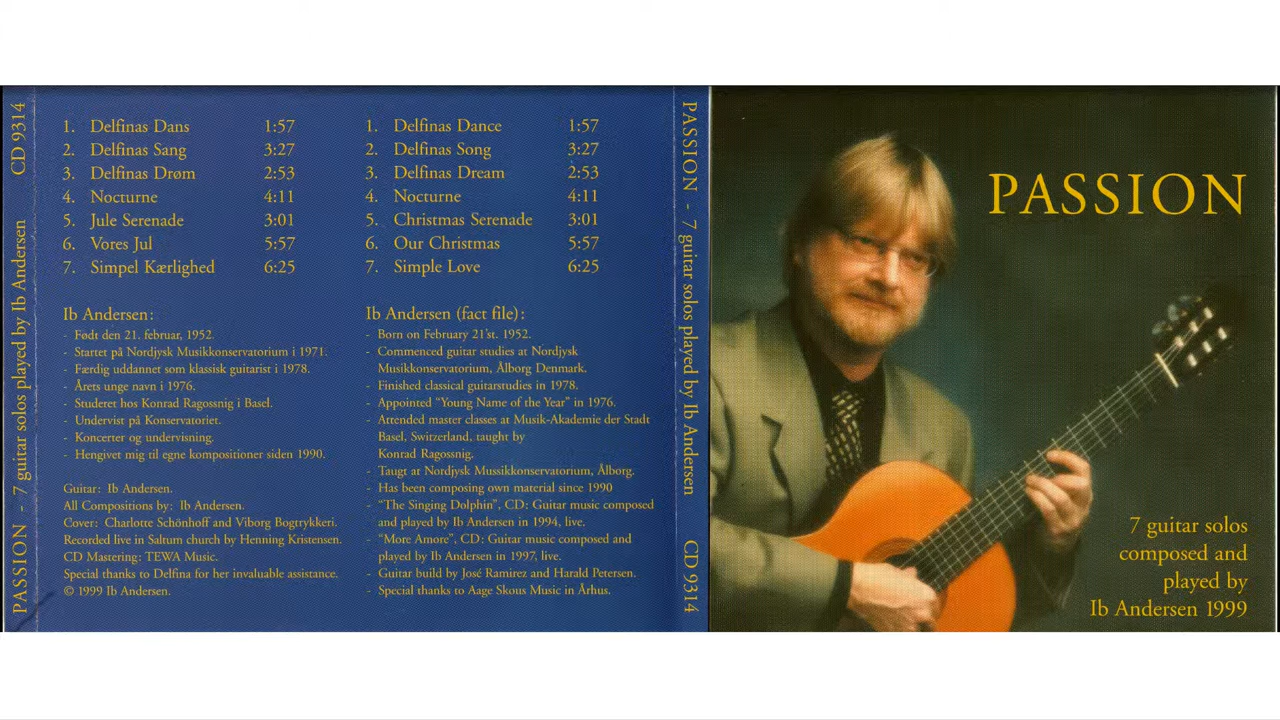 PASSION - 7 guitar solos played by Ib Andersen CD 9314
1. Delfinas Dans 1:57
2. Delfinas Sang 3:27
3. Delfinas Drøm 2:53
4. Nocturne 4:11
5. Jule Serenade 3:01
6. Vores Jul 5:57
7. Simpel Kærlighed 6:25
Ib Andersen:
- Født den 21. februar, 1952.
- Startet på Nordjysk Musikkonservatorium i 1971.
- Færdig uddannet som klassisk guitarist i 1978.
- Årets unge navn i 1976.
- Studeret hos Konrad Ragossnig i Basel.
- Undervist på Konservatoriet.
- Koncerter og undervisning.
- Hengivet mig til egne kompositioner siden 1990.
Guitar: Ib Andersen.
All Compositions by: Ib Andersen.
Cover: Charlotte Schönhoff and Viborg Bogtrykkeri.
Recorded live in Saltum church by Henning Kristensen.
CD Mastering: TEWA Music.
Special thanks to Delfina for her invaluable assistance.
© 1999 Ib Andersen.
1. Delfinas Dance 1:57
2. Delfinas Song 3:27
3. Delfinas Dream 2:53
4. Nocturne 4:11
5. Christmas Serenade 3:01
6. Our Christmas 5:57
7. Simple Love 6:25
Ib Andersen (fact file):
- Born on February 21'st. 1952.
- Commenced guitar studies at Nordjysk
Musikkonservatorium, Ålborg Denmark.
- Finished classical guitarstudies in 1978.
- Appointed “Young Name of the Year” in 1976.
- Attended master classes at Musik-Akademie der Stadt
Basel, Switzerland, taught by
Konrad Ragossnig.
- Taugt at Nordjysk Mussikkonservatorium, Ålborg.
- Has been composing own material since 1990
- “The Singing Dolphin”, CD: Guitar music composed
and played by Ib Andersen in 1994, live.
- “More Amore”, CD: Guitar music composed and
played by Ib Andersen in 1997, live.
- Guitar build by José Ramirez and Harald Petersen.
- Special thanks to Aage Skous Music in Århus.
PASSION - 7 guitar solos played by Ib Andersen CD 9314
PASSION
7 guitar solos
composed and
played by
Ib Andersen 1999